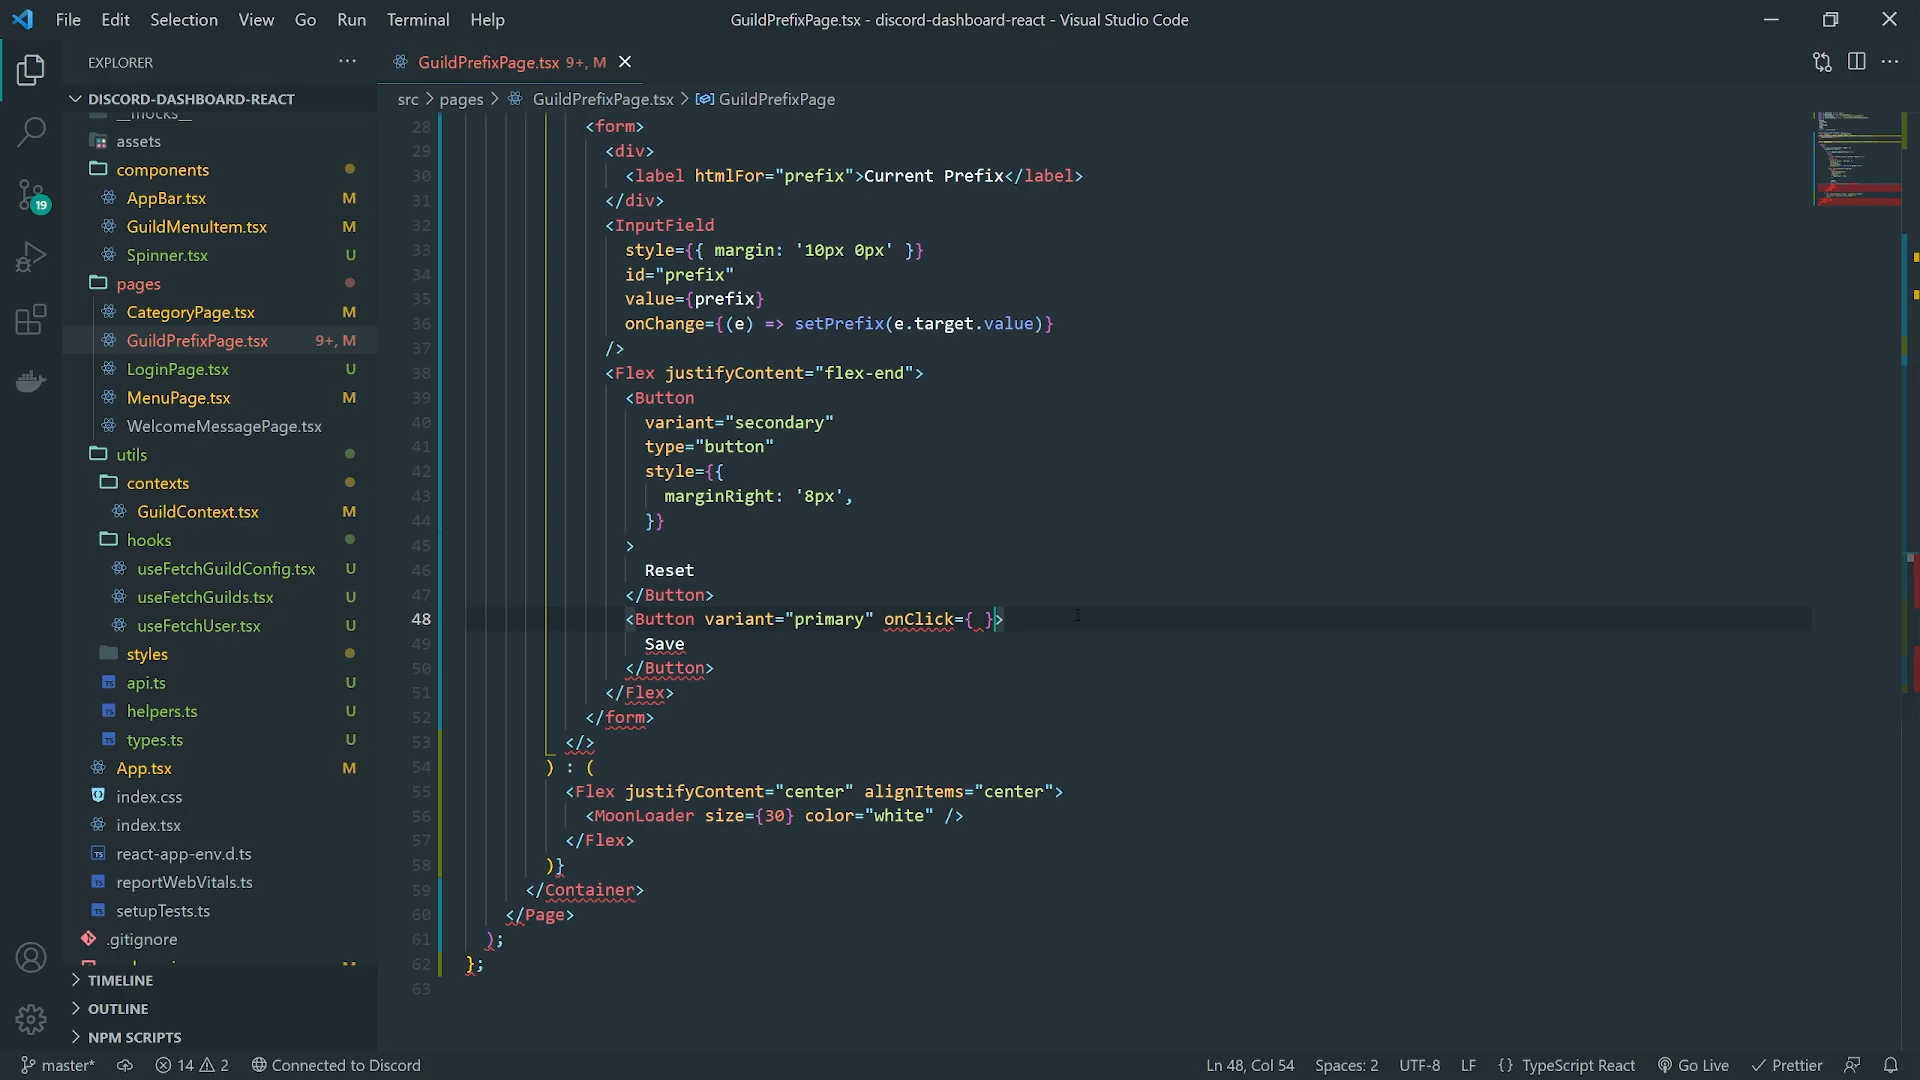 File Edit Selection View Go Run Terminal Help
GuildPrefixPage.tsx - discord-dashboard-react - Visual Studio Code
EXPLORER
GuildPrefixPage.tsx 9+, M
DISCORD-DASHBOARD-REACT
src > pages > GuildPrefixPage.tsx > GuildPrefixPage
__mocks__
assets
components
AppBar.tsx M
GuildMenuItem.tsx M
Spinner.tsx U
pages
CategoryPage.tsx M
GuildPrefixPage.tsx 9+, M
LoginPage.tsx U
MenuPage.tsx M
WelcomeMessagePage.tsx
utils
contexts
GuildContext.tsx M
hooks
useFetchGuildConfig.tsx U
useFetchGuilds.tsx U
useFetchUser.tsx U
styles
api.ts U
helpers.ts U
types.ts U
App.tsx M
index.css
index.tsx
react-app-env.d.ts
reportWebVitals.ts
setupTests.ts
.gitignore
TIMELINE
OUTLINE
NPM SCRIPTS
19
28 <form>
29 <div>
30 <label htmlFor="prefix">Current Prefix</label>
31 </div>
32 <InputField
33 style={{ margin: '10px 0px' }}
34 id="prefix"
35 value={prefix}
36 onChange={(e) => setPrefix(e.target.value)}
37 />
38 <Flex justifyContent="flex-end">
39 <Button
40 variant="secondary"
41 type="button"
42 style={{
43 marginRight: '8px',
44 }}
45 >
46 Reset
47 </Button>
48 <Button variant="primary" onClick={ }>
49 Save
50 </Button>
51 </Flex>
52 </form>
53 </>
54 ) : (
55 <Flex justifyContent="center" alignItems="center">
56 <MoonLoader size={30} color="white" />
57 </Flex>
58 )}
59 </Container>
60 </Page>
61 );
62 };
63
master* 14 2 Connected to Discord
Ln 48, Col 54 Spaces: 2 UTF-8 LF {} TypeScript React Go Live Prettier